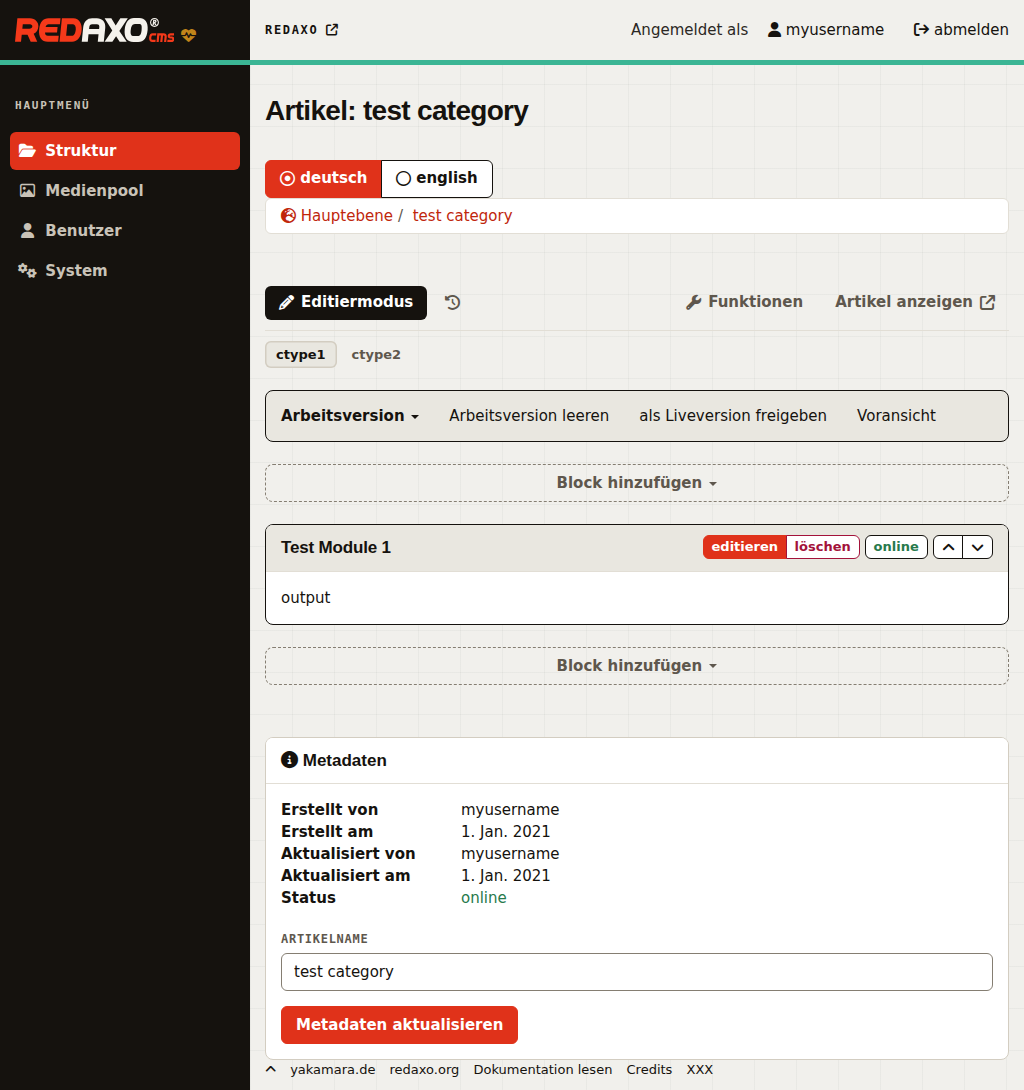 REDAXO® cms
REDAXO
Angemeldet als myusername abmelden
HAUPTMENÜ
Struktur
Medienpool
Benutzer
System
Artikel: test category
deutsch english
Hauptebene / test category
Editiermodus Funktionen Artikel anzeigen
ctype1 ctype2
Arbeitsversion Arbeitsversion leeren als Liveversion freigeben Voransicht
Block hinzufügen
Test Module 1 editieren löschen online
output
Block hinzufügen
Metadaten
Erstellt von myusername
Erstellt am 1. Jan. 2021
Aktualisiert von myusername
Aktualisiert am 1. Jan. 2021
Status online
ARTIKELNAME
test category
Metadaten aktualisieren
yakamara.de redaxo.org Dokumentation lesen Credits XXX